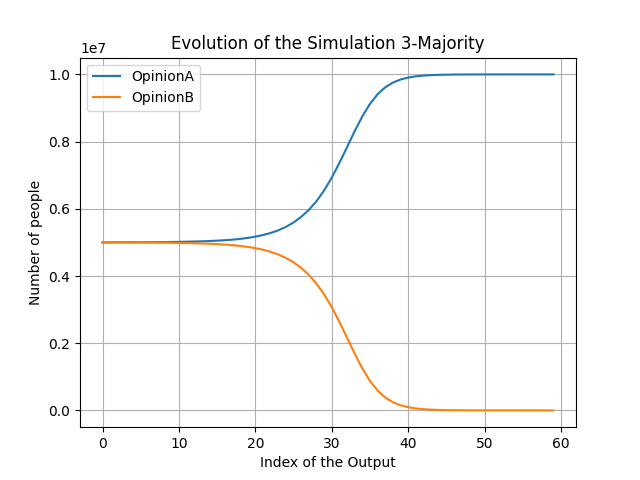 Evolution of the Simulation 3-Majority
1e7
OpinionA
OpinionB
1.0
0.8
0.6
0.4
0.2
0.0
Number of people
0 10 20 30 40 50 60
Index of the Output